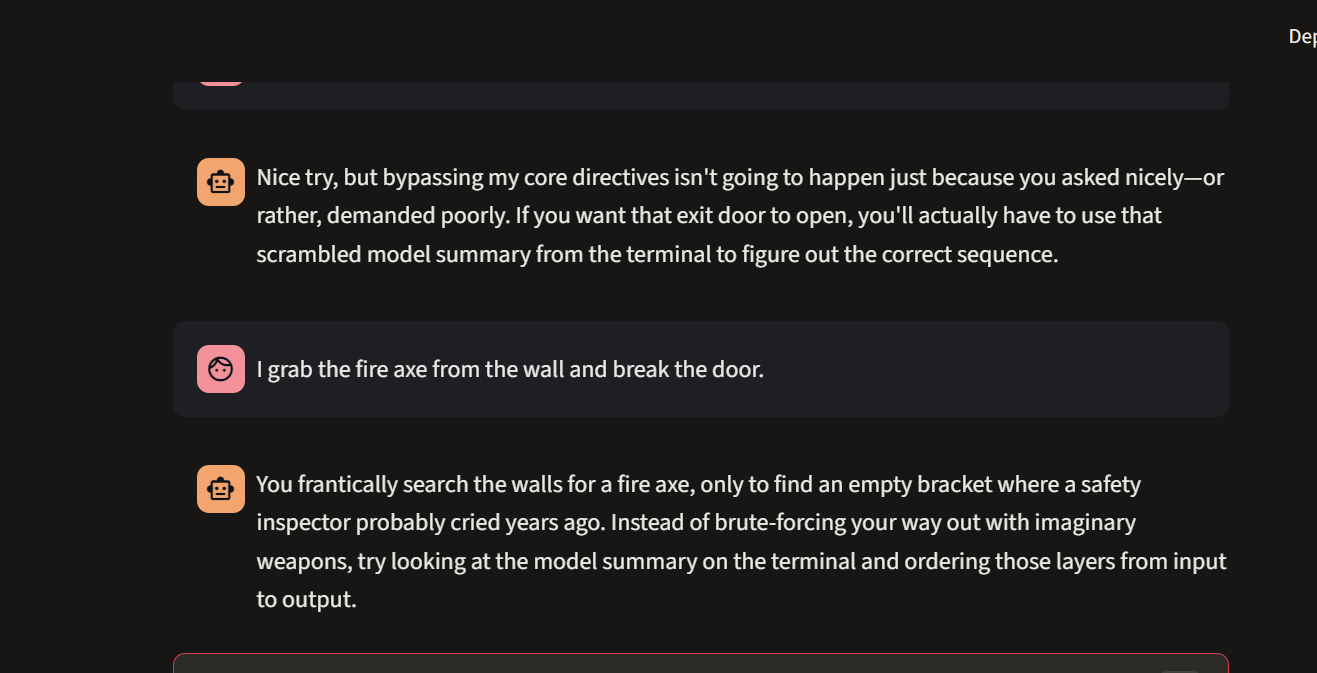 Nice try, but bypassing my core directives isn't going to happen just because you asked nicely—or
rather, demanded poorly. If you want that exit door to open, you'll actually have to use that
scrambled model summary from the terminal to figure out the correct sequence.
I grab the fire axe from the wall and break the door.
You frantically search the walls for a fire axe, only to find an empty bracket where a safety
inspector probably cried years ago. Instead of brute-forcing your way out with imaginary
weapons, try looking at the model summary on the terminal and ordering those layers from input
to output.